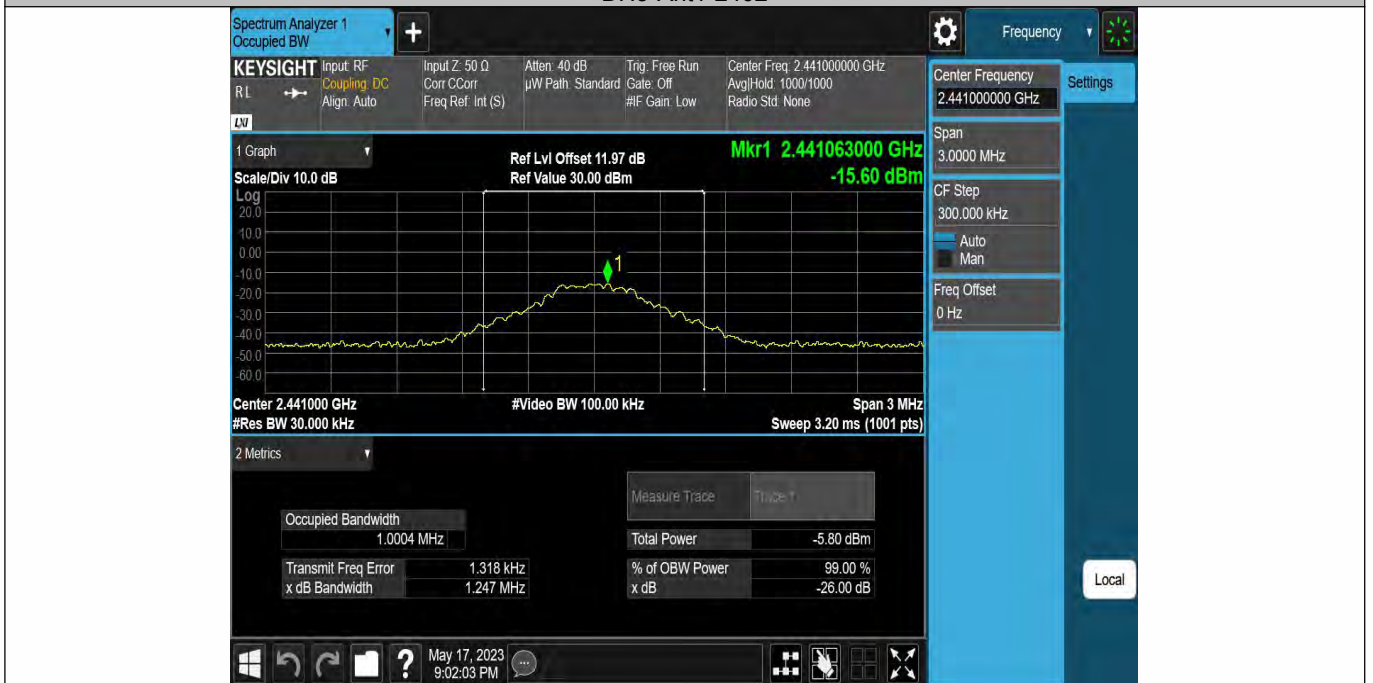 Spectrum Analyzer 1
Occupied BW
+
Frequency
KEYSIGHT
RL
LXI
Input: RF
Coupling: DC
Align: Auto
Input Z: 50 Ω
Corr CCorr
Freq Ref: Int (S)
Atten: 40 dB
µW Path: Standard
Trig: Free Run
Gate: Off
#IF Gain: Low
Center Freq: 2.441000000 GHz
Avg|Hold: 1000/1000
Radio Std: None
Center Frequency
2.441000000 GHz
Settings
Span
3.0000 MHz
CF Step
300.000 kHz
Auto
Man
Freq Offset
0 Hz
Local
1 Graph
Scale/Div 10.0 dB
Ref Lvl Offset 11.97 dB
Ref Value 30.00 dBm
Mkr1 2.441063000 GHz
-15.60 dBm
Log
20.0
10.0
0.00
-10.0
-20.0
-30.0
-40.0
-50.0
-60.0
1
Center 2.441000 GHz
#Video BW 100.00 kHz
Span 3 MHz
#Res BW 30.000 kHz
Sweep 3.20 ms (1001 pts)
2 Metrics
Measure Trace
Trace 1
Occupied Bandwidth
1.0004 MHz
Total Power
-5.80 dBm
Transmit Freq Error
1.318 kHz
% of OBW Power
99.00 %
x dB Bandwidth
1.247 MHz
x dB
-26.00 dB
?
May 17, 2023
9:02:03 PM